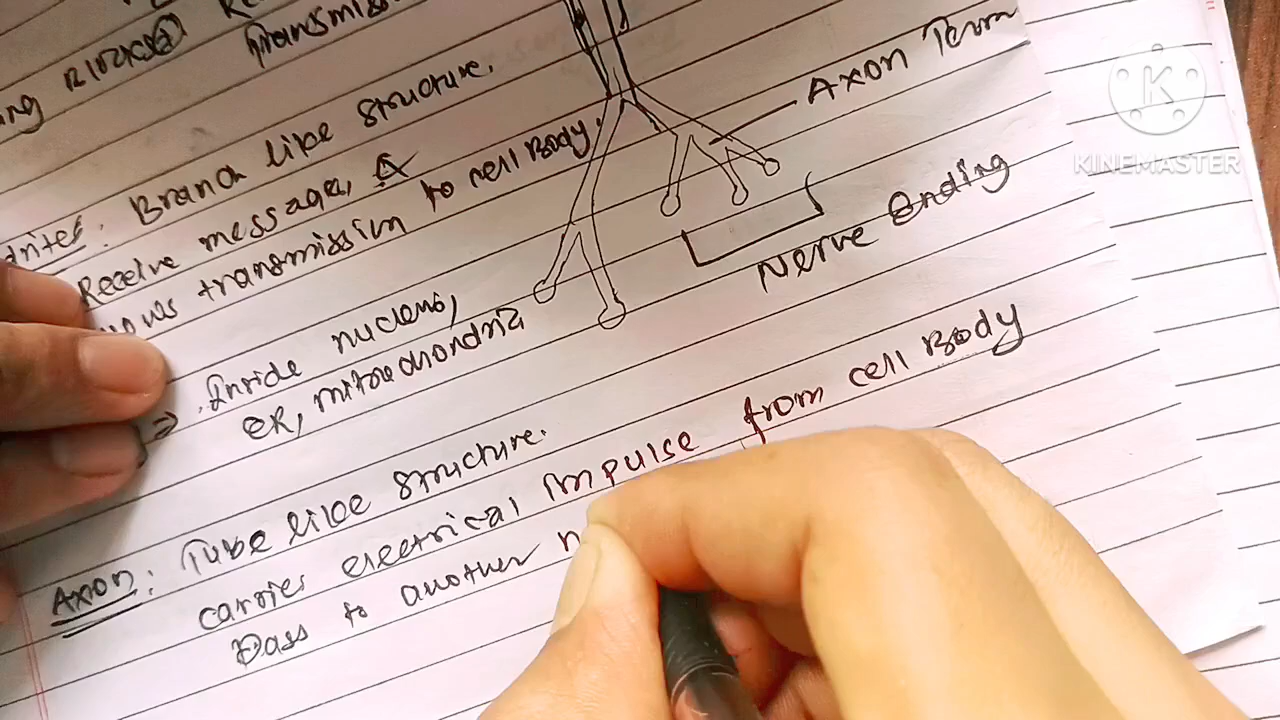 Transmissi
Branch like structure.
Receive message,
transmission to cell Body.
Axon Term
KINEMASTER
Nerve Ending
⇒ Inside nucleus,
ER, mitochondria
Axon: Tube like structure.
carries electrical impulse from cell Body
Pass to another n